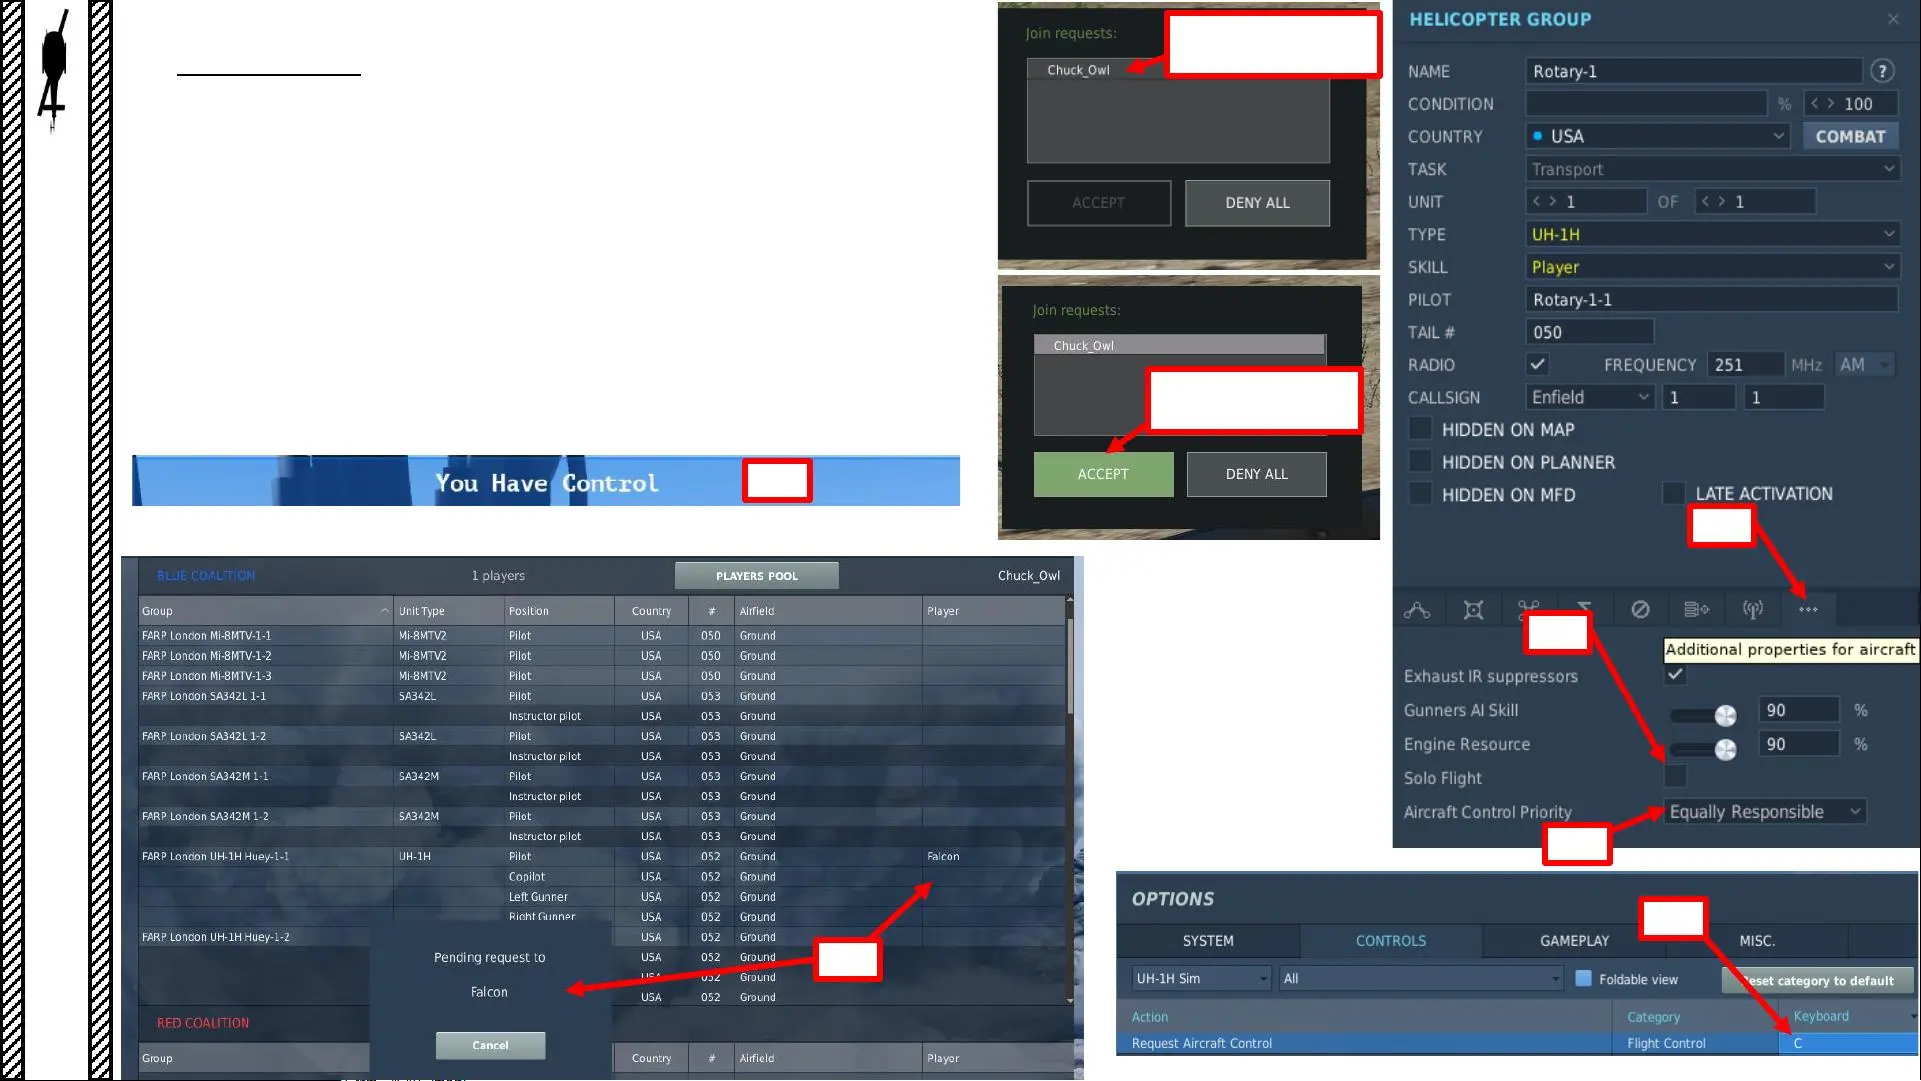 H
Join requests:
Chuck_Owl
ACCEPT
DENY ALL
Join requests:
Chuck_Owl
ACCEPT
DENY ALL
You Have Control
BLUE COALITION 1 players PLAYERS POOL Chuck_Owl
Group Unit Type Position Country # Airfield Player
FARP London Mi-8MTV-1-1 Mi-8MTV2 Pilot USA 050 Ground
FARP London Mi-8MTV-1-2 Mi-8MTV2 Pilot USA 050 Ground
FARP London Mi-8MTV-1-3 Mi-8MTV2 Pilot USA 050 Ground
FARP London SA342L 1-1 SA342L Pilot USA 053 Ground
Instructor pilot USA 053 Ground
FARP London SA342L 1-2 SA342L Pilot USA 053 Ground
Instructor pilot USA 053 Ground
FARP London SA342M 1-1 SA342M Pilot USA 053 Ground
Instructor pilot USA 053 Ground
FARP London SA342M 1-2 SA342M Pilot USA 053 Ground
Instructor pilot USA 053 Ground
FARP London UH-1H Huey-1-1 UH-1H Pilot USA 052 Ground Falcon
Copilot USA 052 Ground
Left Gunner USA 052 Ground
Right Gunner USA 052 Ground
FARP London UH-1H Huey-1-2 USA 052 Ground
USA 052 Ground
USA 052 Ground
USA 052 Ground
Pending request to
Falcon
Cancel
RED COALITION
Group Country # Airfield Player
HELICOPTER GROUP
NAME Rotary-1 ?
CONDITION % < > 100
COUNTRY USA COMBAT
TASK Transport
UNIT < > 1 OF < > 1
TYPE UH-1H
SKILL Player
PILOT Rotary-1-1
TAIL # 050
RADIO FREQUENCY 251 MHz AM
CALLSIGN Enfield 1 1
HIDDEN ON MAP
HIDDEN ON PLANNER
HIDDEN ON MFD LATE ACTIVATION
Additional properties for aircraft
Exhaust IR suppressors
Gunners AI Skill 90 %
Engine Resource 90 %
Solo Flight
Aircraft Control Priority Equally Responsible
OPTIONS
SYSTEM CONTROLS GAMEPLAY MISC.
UH-1H Sim All Foldable view Reset category to default
Action Category Keyboard
Request Aircraft Control Flight Control C